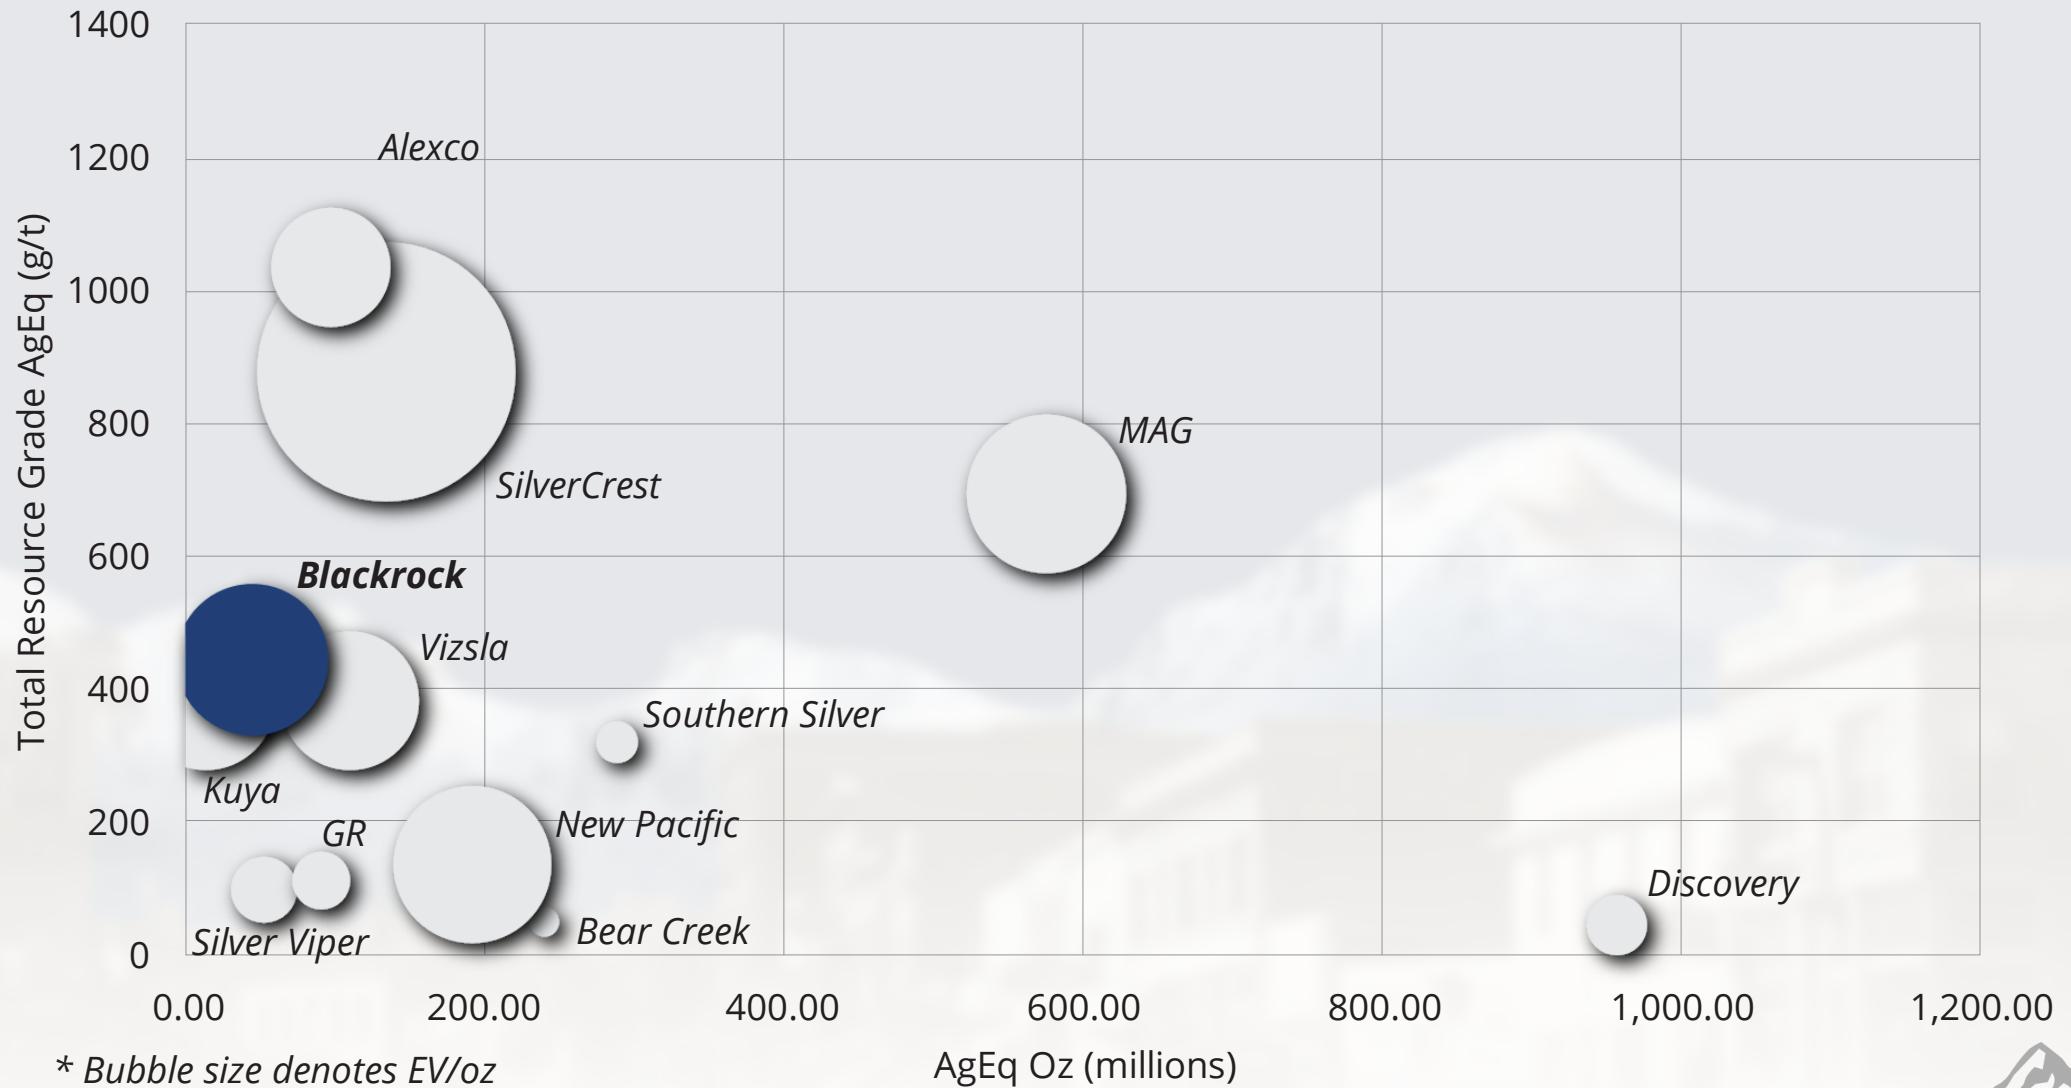 1400
1200
1000
800
600
400
200
0
Total Resource Grade AgEq (g/t)
Alexco
SilverCrest
MAG
Blackrock
Vizsla
Southern Silver
Kuya
GR
New Pacific
Discovery
Bear Creek
Silver Viper
0.00 200.00 400.00 600.00 800.00 1,000.00 1,200.00
AgEq Oz (millions)
* Bubble size denotes EV/oz